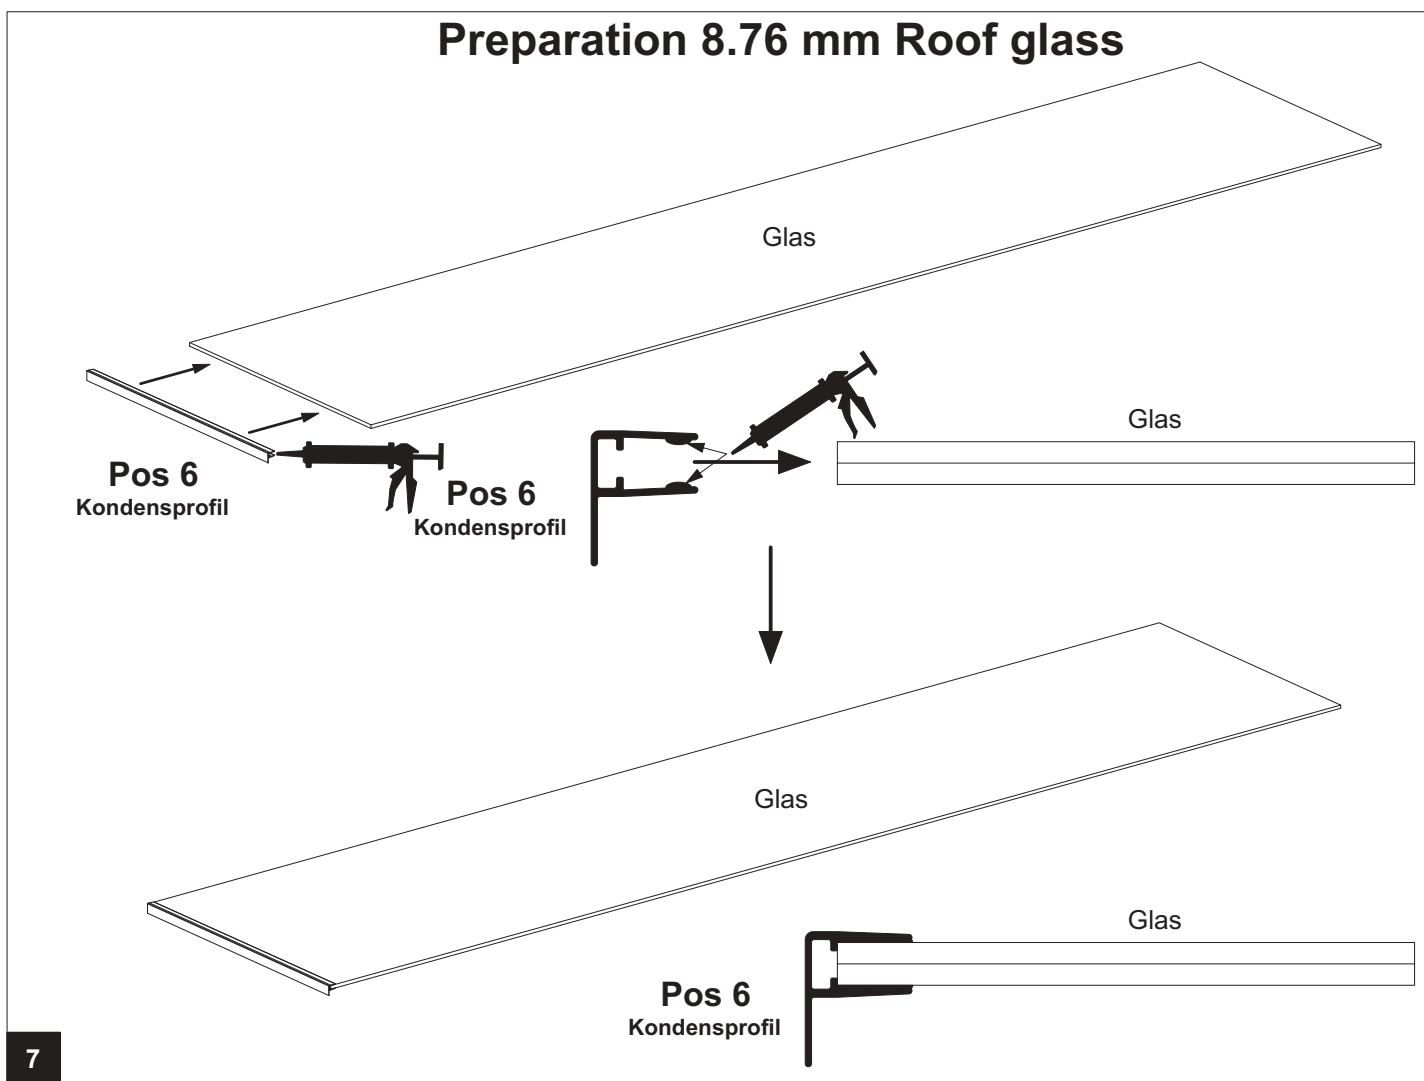 Preparation 8.76 mm Roof glass
Glas
Glas
Pos 6
Kondensprofil
Pos 6
Kondensprofil
Glas
Glas
Pos 6
Kondensprofil
7